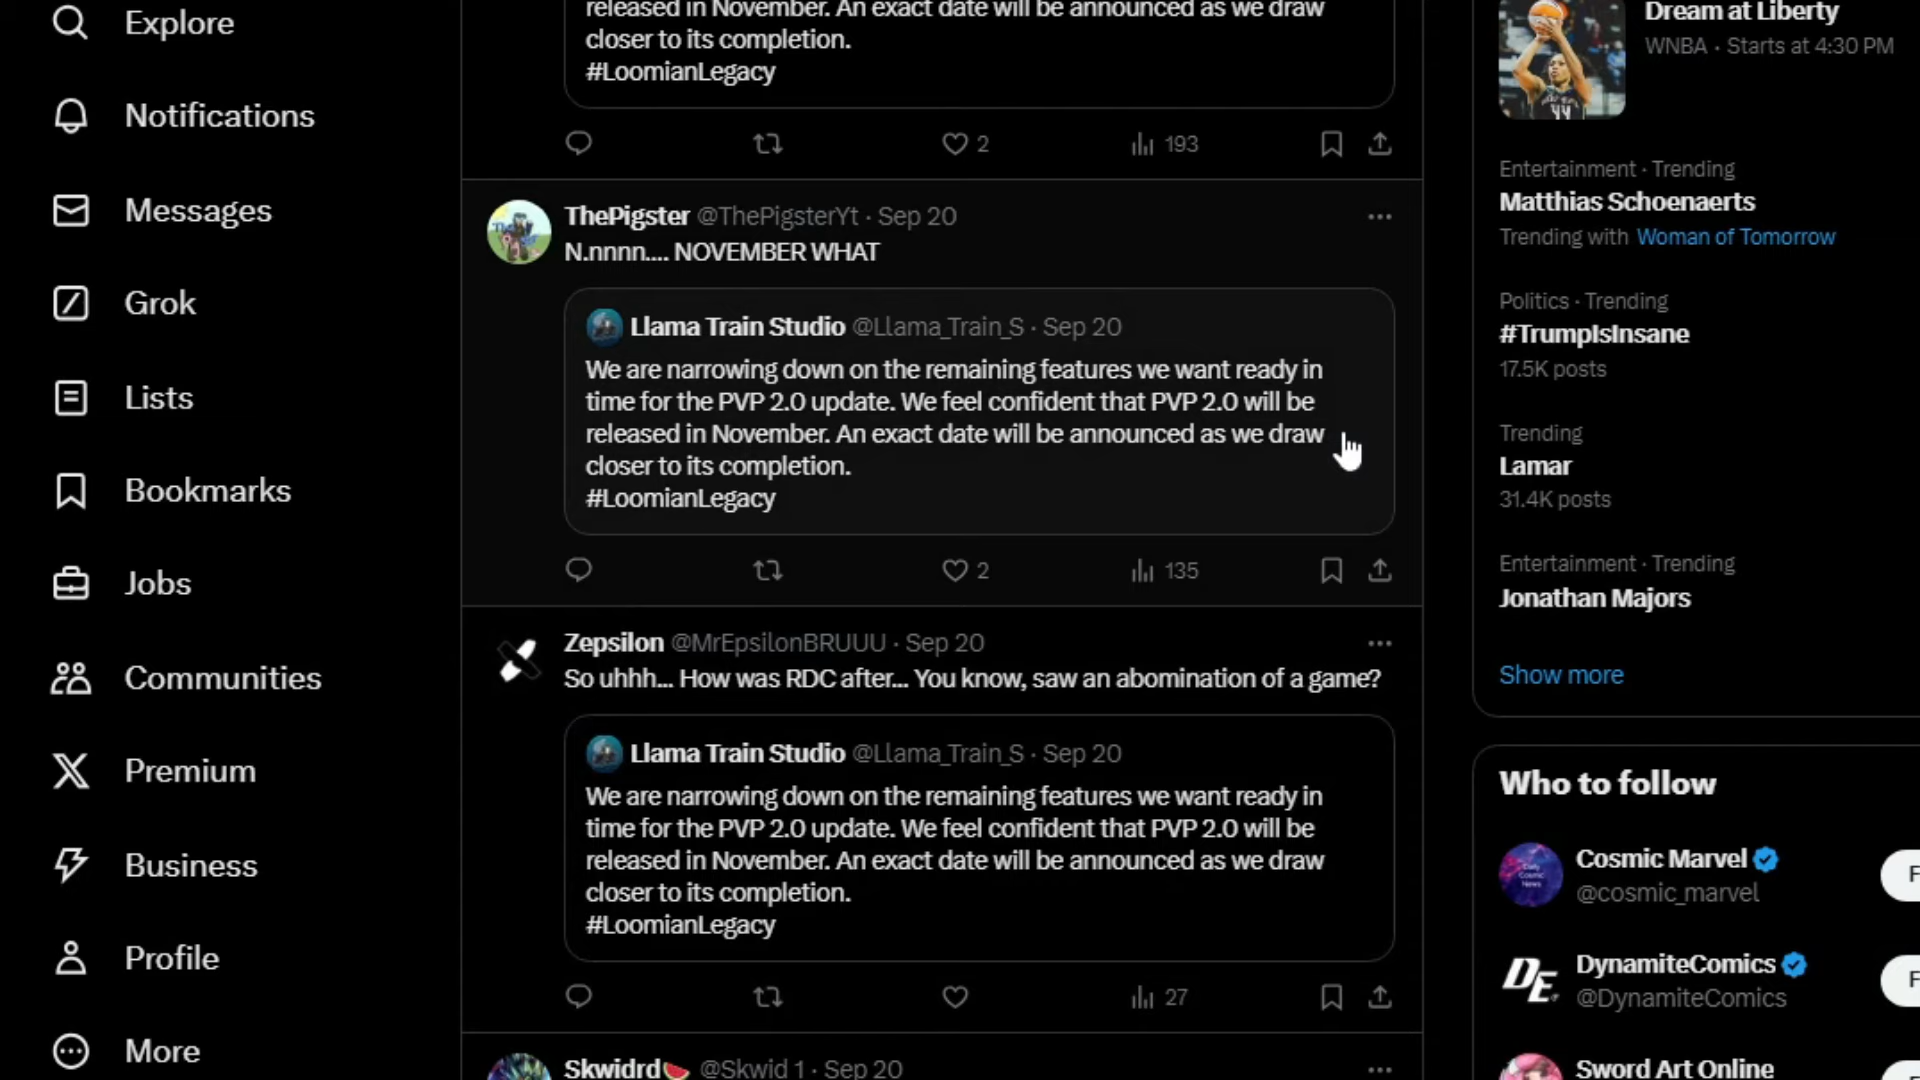 Explore
Notifications
Messages
Grok
Lists
Bookmarks
Jobs
Communities
Premium
Business
Profile
More
released in November. An exact date will be announced as we draw
closer to its completion.
#LoomianLegacy
2
193
ThePigster @ThePigsterYt · Sep 20
N.nnnn.... NOVEMBER WHAT
Llama Train Studio @Llama_Train_S · Sep 20
We are narrowing down on the remaining features we want ready in
time for the PVP 2.0 update. We feel confident that PVP 2.0 will be
released in November. An exact date will be announced as we draw
closer to its completion.
#LoomianLegacy
2
135
Zepsilon @MrEpsilonBRUUU · Sep 20
So uhhh... How was RDC after... You know, saw an abomination of a game?
Llama Train Studio @Llama_Train_S · Sep 20
We are narrowing down on the remaining features we want ready in
time for the PVP 2.0 update. We feel confident that PVP 2.0 will be
released in November. An exact date will be announced as we draw
closer to its completion.
#LoomianLegacy
27
Skwidrd🍉 @Skwid 1 · Sep 20
44
Dream at Liberty
WNBA · Starts at 4:30 PM
Entertainment · Trending
Matthias Schoenaerts
Trending with Woman of Tomorrow
Politics · Trending
#TrumpIsInsane
17.5K posts
Trending
Lamar
31.4K posts
Entertainment · Trending
Jonathan Majors
Show more
Who to follow
Daily
Cosmic
News
Cosmic Marvel
@cosmic_marvel
F
DE
DynamiteComics
@DynamiteComics
F
Sword Art Online